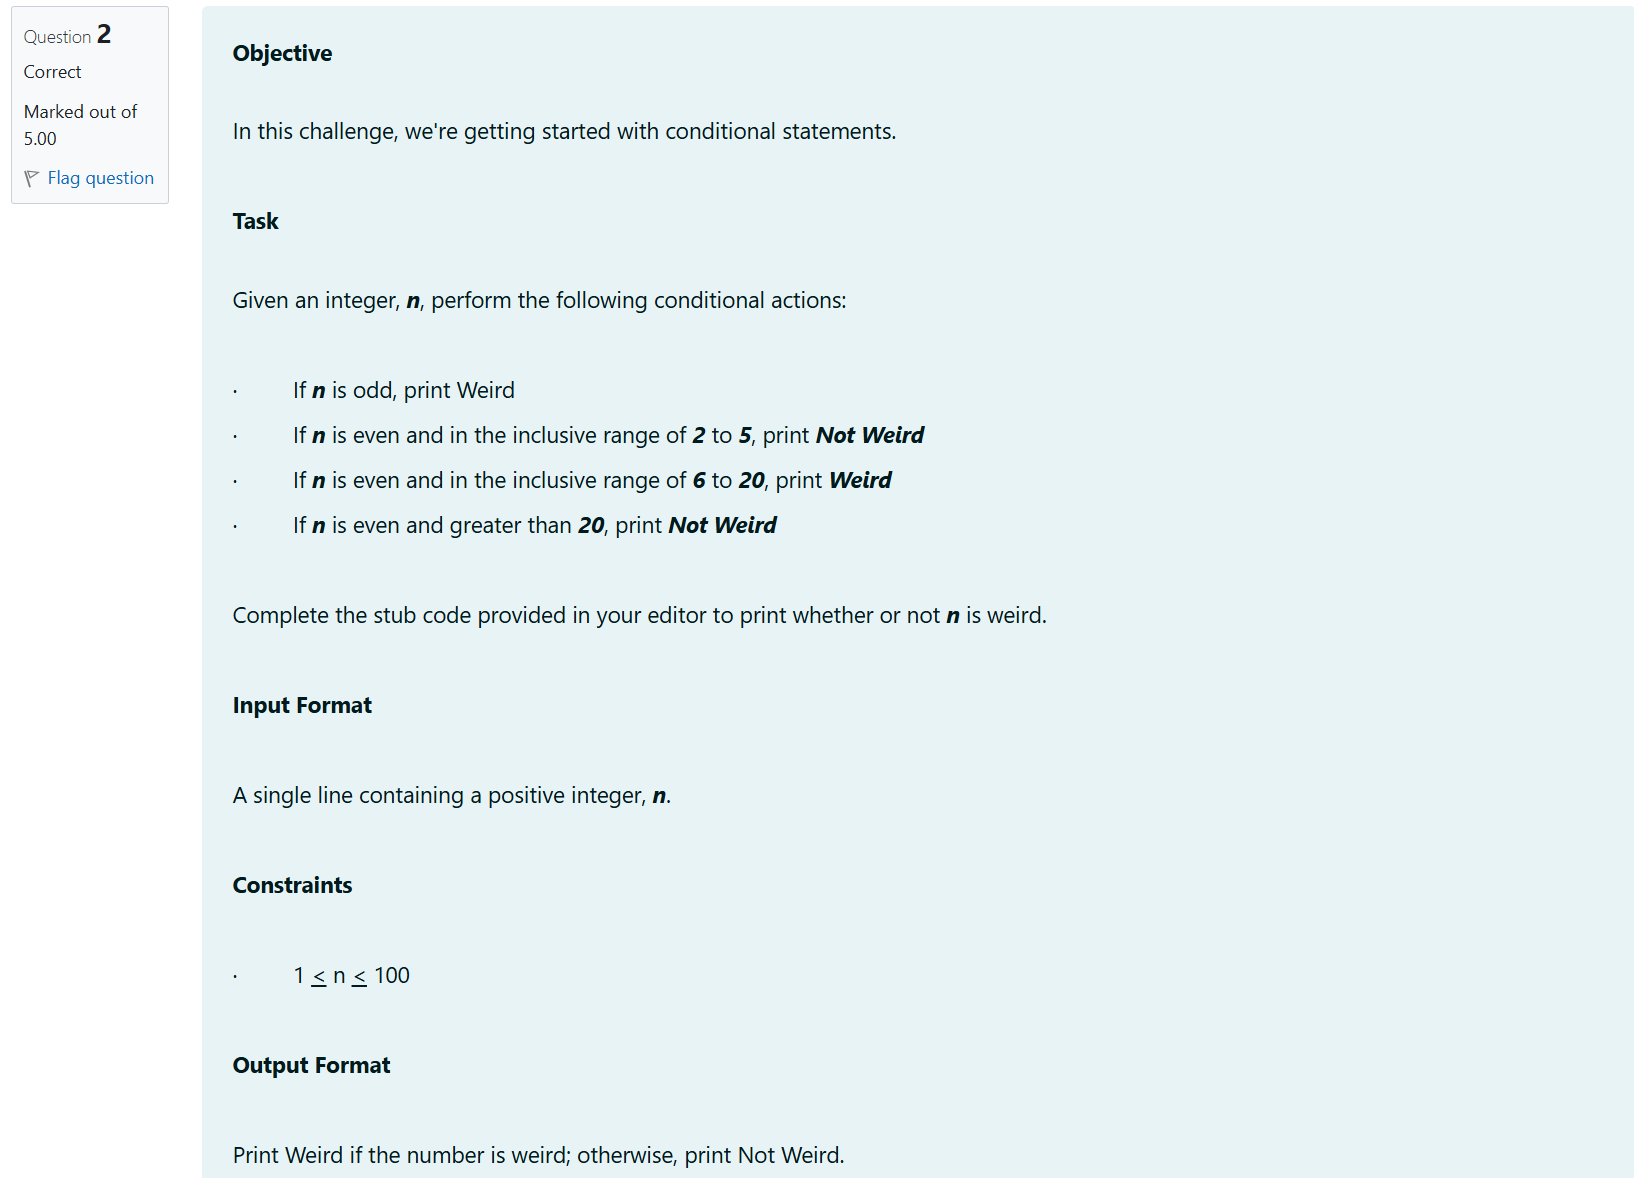 Question 2
Correct
Marked out of
5.00
Flag question
Objective
In this challenge, we're getting started with conditional statements.
Task
Given an integer, n, perform the following conditional actions:
· If n is odd, print Weird
· If n is even and in the inclusive range of 2 to 5, print Not Weird
· If n is even and in the inclusive range of 6 to 20, print Weird
· If n is even and greater than 20, print Not Weird
Complete the stub code provided in your editor to print whether or not n is weird.
Input Format
A single line containing a positive integer, n.
Constraints
· 1 < n < 100
Output Format
Print Weird if the number is weird; otherwise, print Not Weird.